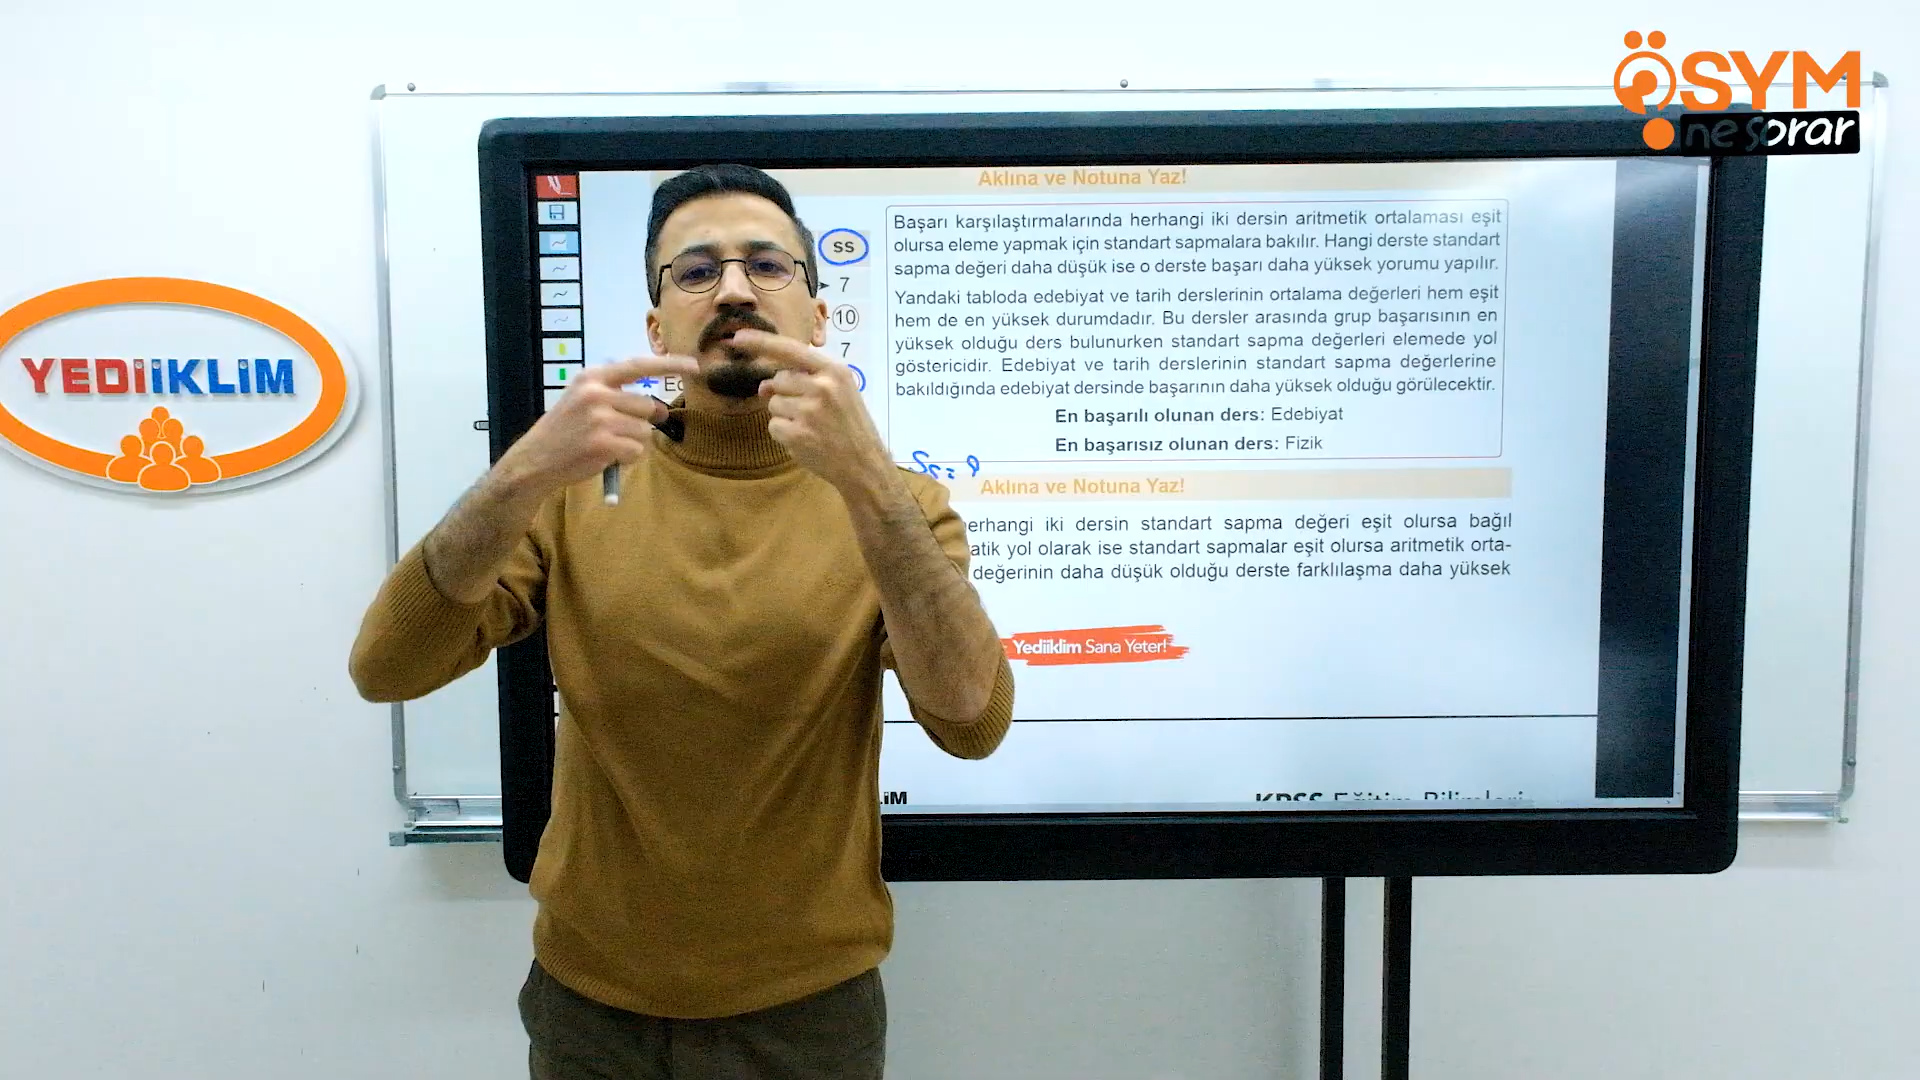 ÖSYM
ne sorar
YEDİİKLİM
Aklına ve Notuna Yaz!
SS
7
10
7
Başarı karşılaştırmalarında herhangi iki dersin aritmetik ortalaması eşit
olursa eleme yapmak için standart sapmalara bakılır. Hangi derste standart
sapma değeri daha düşük ise o derste başarı daha yüksek yorumu yapılır.
Yandaki tabloda edebiyat ve tarih derslerinin ortalama değerleri hem eşit
hem de en yüksek durumdadır. Bu dersler arasında grup başarısının en
yüksek olduğu ders bulunurken standart sapma değerleri elemede yol
göstericidir. Edebiyat ve tarih derslerinin standart sapma değerlerine
bakıldığında edebiyat dersinde başarının daha yüksek olduğu görülecektir.
En başarılı olunan ders: Edebiyat
En başarısız olunan ders: Fizik
Aklına ve Notuna Yaz!
herhangi iki dersin standart sapma değeri eşit olursa bağıl
atik yol olarak ise standart sapmalar eşit olursa aritmetik orta-
değerinin daha düşük olduğu derste farklılaşma daha yüksek
Yediiklim Sana Yeter!
KPSS Eğitim Bilimleri